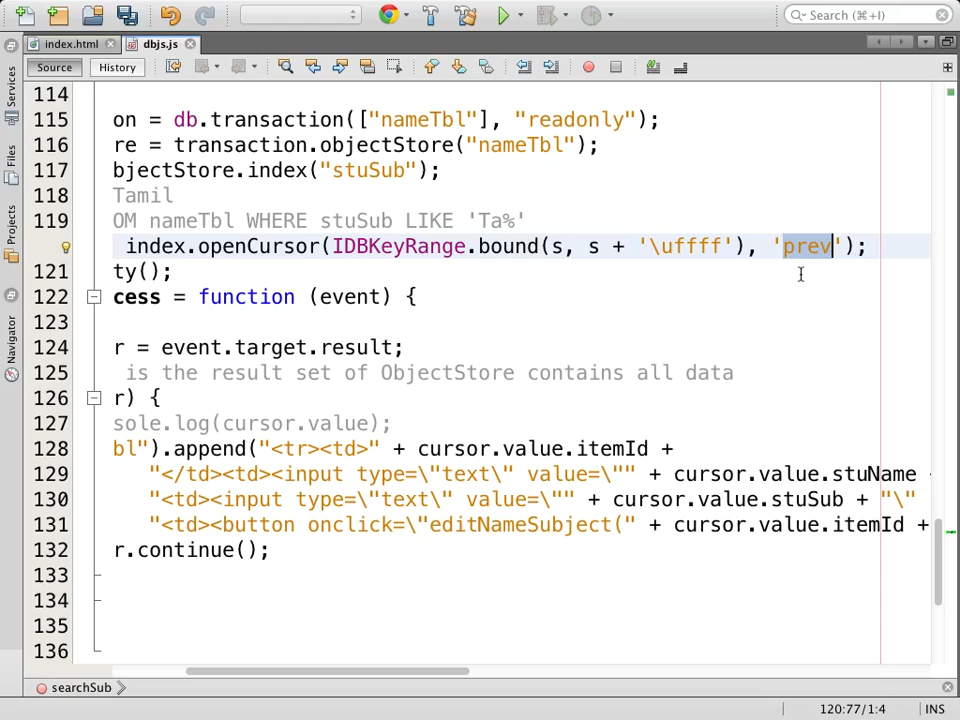 Search (⌘+I)
index.html
dbjs.js
Source
History
Services
Files
Projects
Navigator
114
115 on = db.transaction(["nameTbl"], "readonly");
116 re = transaction.objectStore("nameTbl");
117 bjectStore.index("stuSub");
118 Tamil
119 OM nameTbl WHERE stuSub LIKE 'Ta%'
index.openCursor(IDBKeyRange.bound(s, s + '\uffff'), 'prev');
121 ty();
122 cess = function (event) {
123
124 r = event.target.result;
125 is the result set of ObjectStore contains all data
126 r) {
127 sole.log(cursor.value);
128 bl").append("<tr><td>" + cursor.value.itemId +
129 "</td><td><input type=\"text\" value=\"" + cursor.value.stuName
130 "<td><input type=\"text\" value=\"" + cursor.value.stuSub + "\"
131 "<td><button onclick=\"editNameSubject(" + cursor.value.itemId +
132 r.continue();
133
134
135
136
searchSub
120:77/1:4
INS